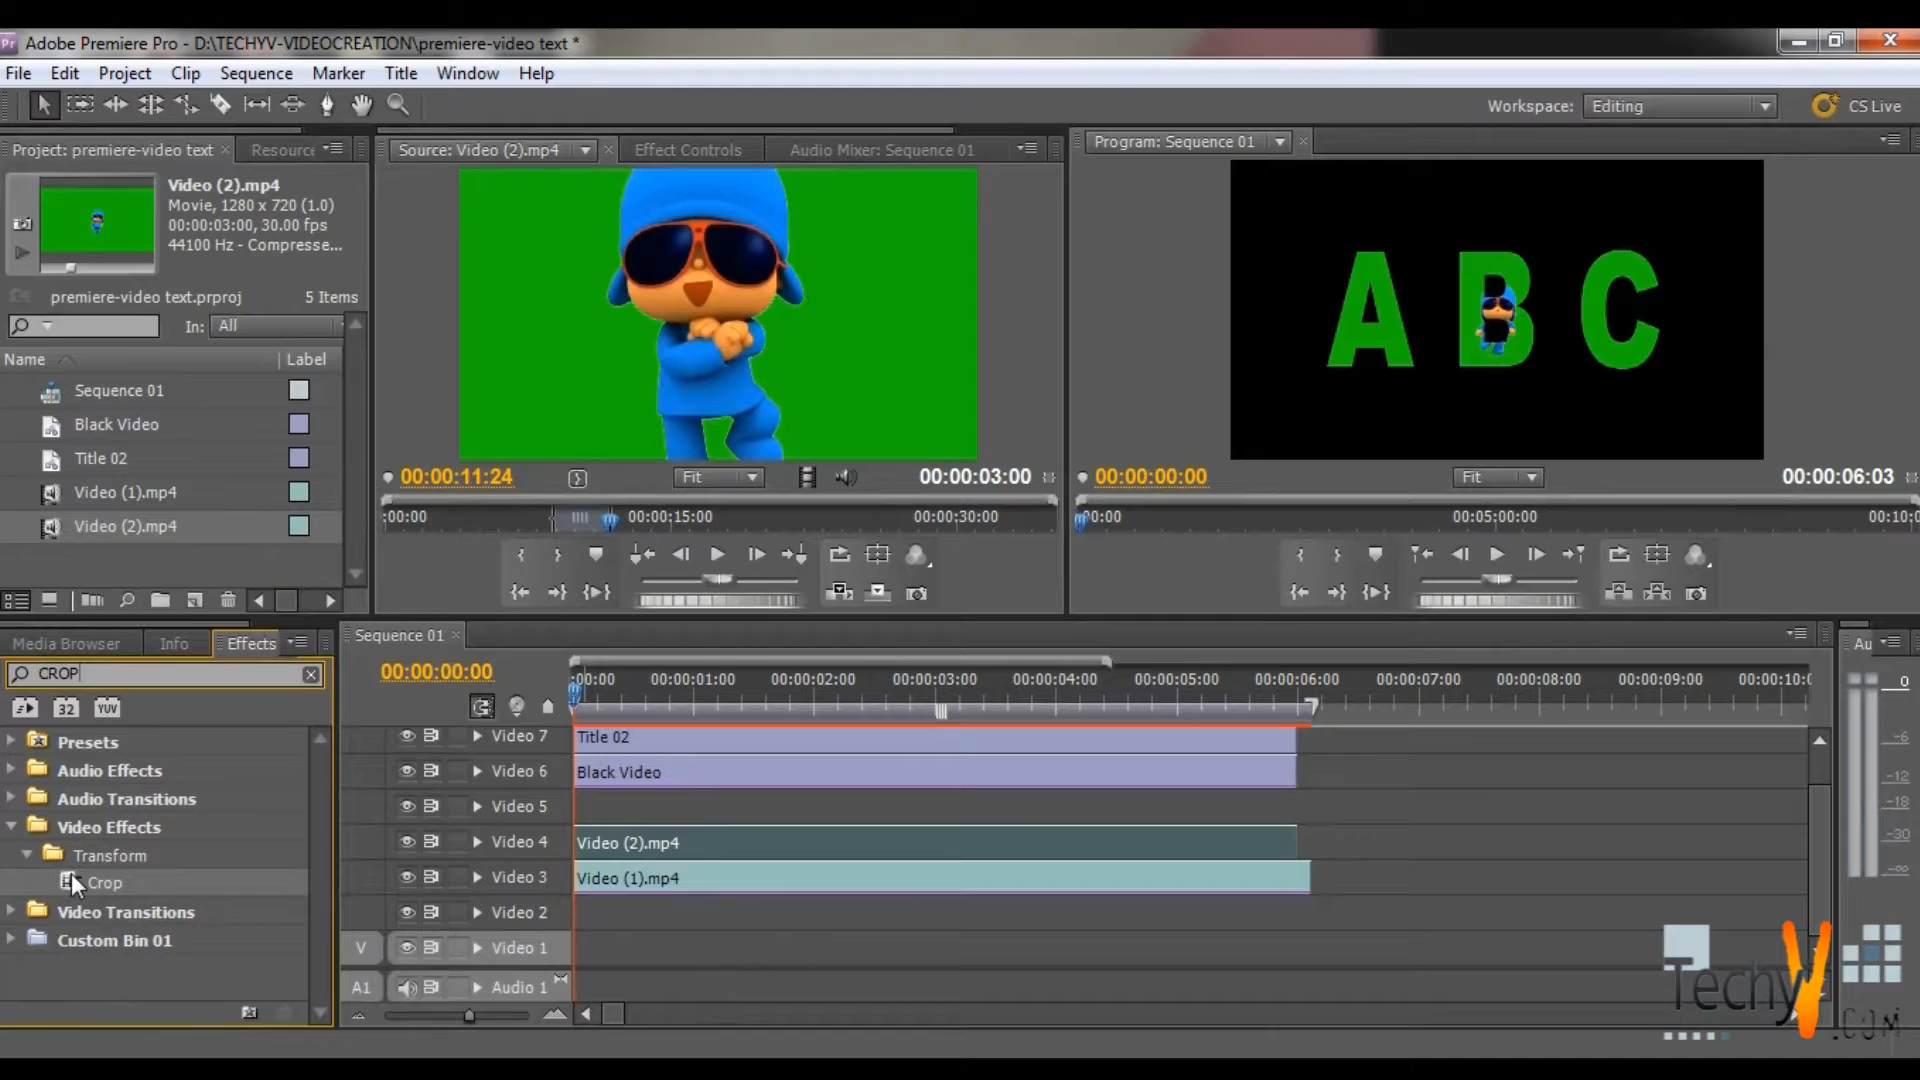 Pr Adobe Premiere Pro - D:\TECHYV-VIDEOCREATION\premiere-video text *
File Edit Project Clip Sequence Marker Title Window Help
Workspace: Editing CS Live
Project: premiere-video text × Resource
Source: Video (2).mp4 × Effect Controls Audio Mixer: Sequence 01
Program: Sequence 01 ×
Video (2).mp4
Movie, 1280 x 720 (1.0)
00:00:03:00, 30.00 fps
44100 Hz - Compresse...
A B C
premiere-video text.prproj 5 Items
In: All
Name Label
Sequence 01
Black Video
Title 02
Video (1).mp4
Video (2).mp4
00:00:11:24 Fit 00:00:03:00
:00:00 00:00:15:00 00:00:30:00
00:00:00:00 Fit 00:00:06:03
00:00 00:05:00:00 00:10:0
Media Browser Info Effects
CROP
32 YUV
Presets
Audio Effects
Audio Transitions
Video Effects
Transform
Crop
Video Transitions
Custom Bin 01
Sequence 01 ×
00:00:00:00
:00:00 00:00:01:00 00:00:02:00 00:00:03:00 00:00:04:00 00:00:05:00 00:00:06:00 00:00:07:00 00:00:08:00 00:00:09:00 00:00:10:0
Video 7 Title 02
Video 6 Black Video
Video 5
Video 4 Video (2).mp4
Video 3 Video (1).mp4
Video 2
V Video 1
A1 Audio 1
Au
0
-6
-12
-18
-30
-∞
TechyV
.COM